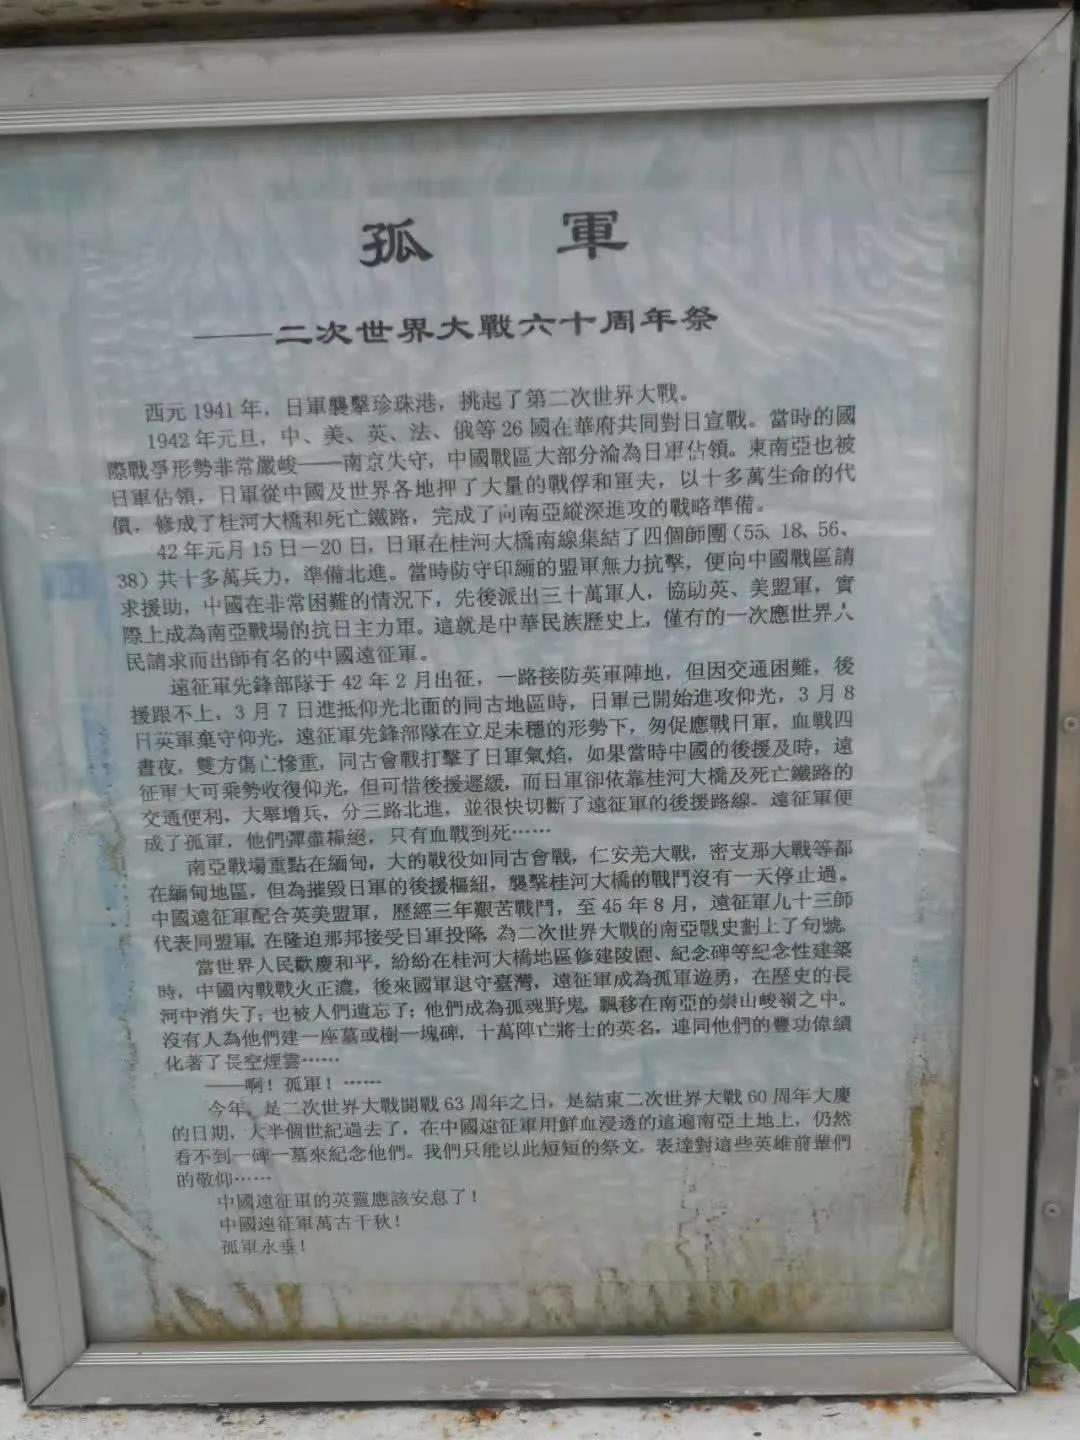 孤 軍
——二次世界大戰六十周年祭
西元 1941 年，日軍襲擊珍珠港，挑起了第二次世界大戰。
1942 年元旦，中、美、英、法、俄等 26 國在華府共同對日宣戰。當時的國
際戰爭形勢非常嚴峻——南京失守，中國戰區大部分淪為日軍佔領。東南亞也被
日軍佔領，日軍從中國及世界各地押了大量的戰俘和軍夫，以十多萬生命的代
價，修成了桂河大橋和死亡鐵路，完成了向南亞縱深進攻的戰略準備。
42 年元月 15 日－20 日，日軍在桂河大橋南線集結了四個師團（55、18、56、
38）共十多萬兵力，準備北進。當時防守印緬的盟軍無力抗擊，便向中國戰區請
求援助，中國在非常困難的情況下，先後派出三十萬軍人，協助英、美盟軍，實
際上成為南亞戰場的抗日主力軍。這就是中華民族歷史上，僅有的一次應世界人
民請求而出師有名的中國遠征軍。
遠征軍先鋒部隊于 42 年 2 月出征，一路接防英軍陣地，但因交通困難，後
援跟不上，3 月 7 日進抵仰光北面的同古地區時，日軍已開始進攻仰光，3 月 8
日英軍棄守仰光，遠征軍先鋒部隊在立足未穩的形勢下，匆促應戰日軍，血戰四
晝夜，雙方傷亡慘重，同古會戰打擊了日軍氣焰，如果當時中國的後援及時，遠
征軍大可乘勢收復仰光，但可惜後援遲緩，而日軍卻依靠桂河大橋及死亡鐵路的
交通便利，大舉增兵，分三路北進，並很快切斷了遠征軍的後援路線。遠征軍便
成了孤軍，他們彈盡糧絕，只有血戰到死……
南亞戰場重點在緬甸，大的戰役如同古會戰，仁安羌大戰，密支那大戰等都
在緬甸地區，但為摧毀日軍的後援樞紐，襲擊桂河大橋的戰鬥沒有一天停止過。
中國遠征軍配合英美盟軍，歷經三年艱苦戰鬥，至 45 年 8 月，遠征軍九十三師
代表同盟軍，在隆迫那邦接受日軍投降，為二次世界大戰的南亞戰史劃上了句號。
當世界人民歡慶和平，紛紛在桂河大橋地區修建陵園、紀念碑等紀念性建築
時，中國內戰戰火正濃，後來國軍退守臺灣，遠征軍成為孤軍遊勇，在歷史的長
河中消失了；也被人們遺忘了；他們成為孤魂野鬼，飄移在南亞的崇山峻嶺之中。
沒有人為他們建一座墓或樹一塊碑，十萬陣亡將士的英名，連同他們的豐功偉績
化著了長空煙雲……
——啊！孤軍！……
今年，是二次世界大戰開戰 63 周年之日，是結束二次世界大戰 60 周年大慶
的日期，大半個世紀過去了，在中國遠征軍用鮮血浸透的這遍南亞土地上，仍然
看不到一碑一墓來紀念他們。我們只能以此短短的祭文，表達對這些英雄前輩們
的敬仰……
中國遠征軍的英靈應該安息了！
中國遠征軍萬古千秋！
孤軍永垂！